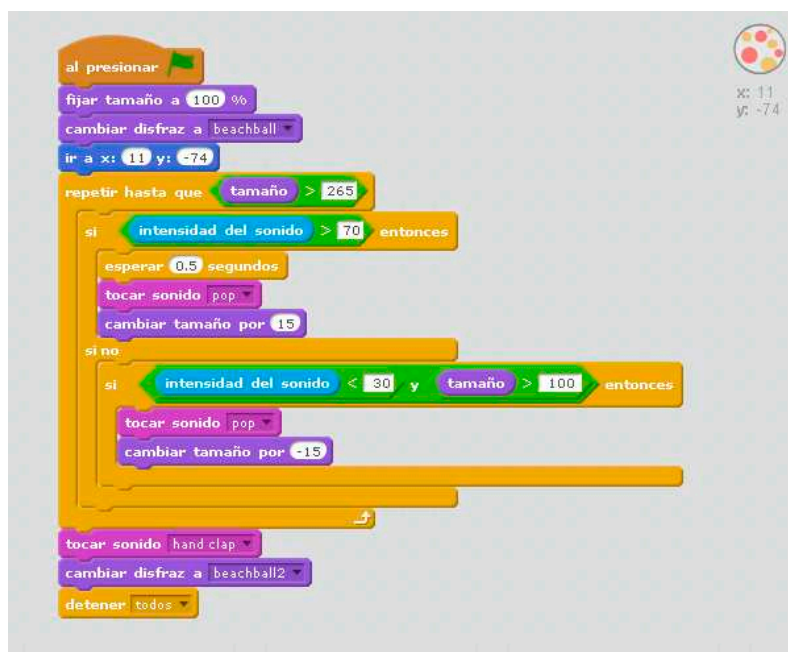 al presionar
fijar tamaño a 100 %
cambiar disfraz a beachball
ir a x: 11 y: -74
repetir hasta que tamaño > 265
si intensidad del sonido > 70 entonces
esperar 0.5 segundos
tocar sonido pop
cambiar tamaño por 15
si no
si intensidad del sonido < 30 y tamaño > 100 entonces
tocar sonido pop
cambiar tamaño por -15
tocar sonido hand clap
cambiar disfraz a beachball2
detener todos
x: 11
y: -74